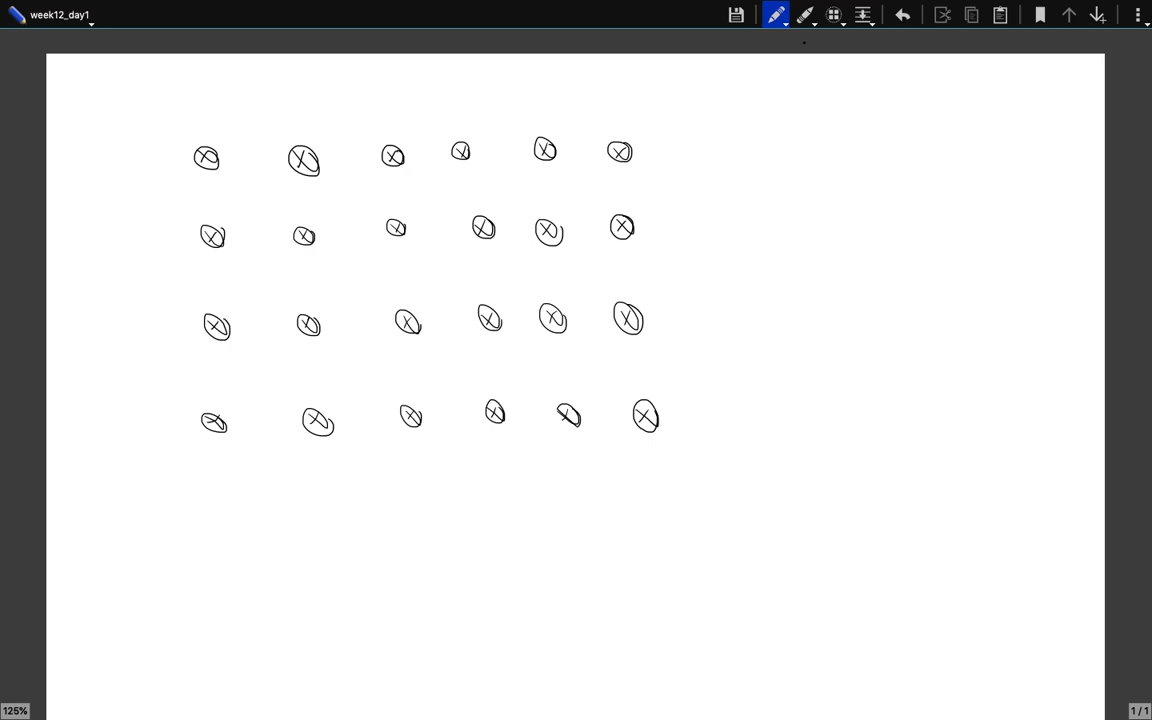 week12_day1
ⓧ ⓧ ⓧ ⓧ ⓧ ⓧ
ⓧ ⓧ ⓧ ⓧ ⓧ ⓧ
ⓧ ⓧ ⓧ ⓧ ⓧ ⓧ
ⓧ ⓧ ⓧ ⓧ ⓧ ⓧ
125%
1 / 1